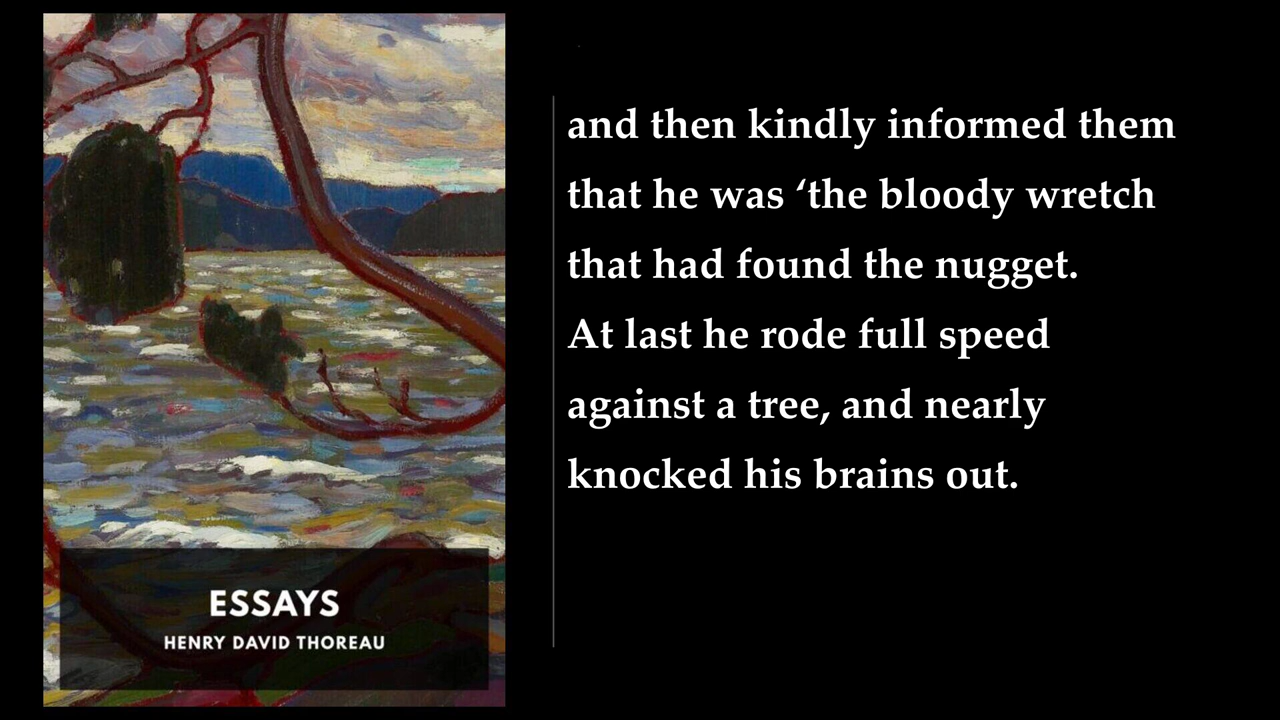 and then kindly informed them
that he was ‘the bloody wretch
that had found the nugget.
At last he rode full speed
against a tree, and nearly
knocked his brains out.
ESSAYS
HENRY DAVID THOREAU